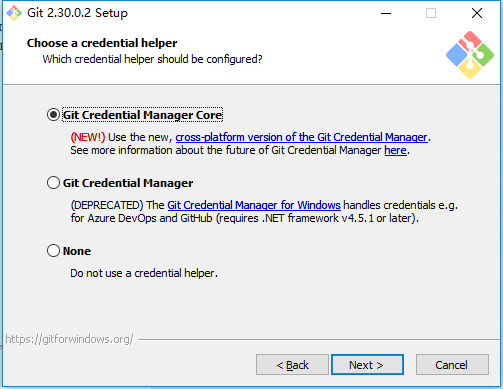 Git 2.30.0.2 Setup
Choose a credential helper
Which credential helper should be configured?
Git Credential Manager Core
(NEW!) Use the new, cross-platform version of the Git Credential Manager.
See more information about the future of Git Credential Manager here.
Git Credential Manager
(DEPRECATED) The Git Credential Manager for Windows handles credentials e.g.
for Azure DevOps and GitHub (requires .NET framework v4.5.1 or later).
None
Do not use a credential helper.
https://gitforwindows.org/
< Back
Next >
Cancel